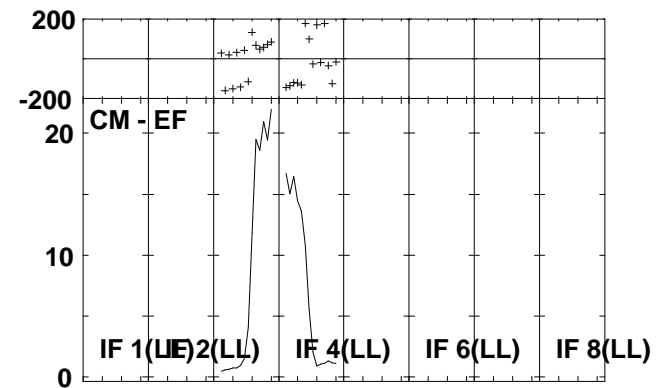 200
-200
CM - EF
20
10
IF 1(LL) IF 2(LL) IF 4(LL) IF 6(LL) IF 8(LL)
0